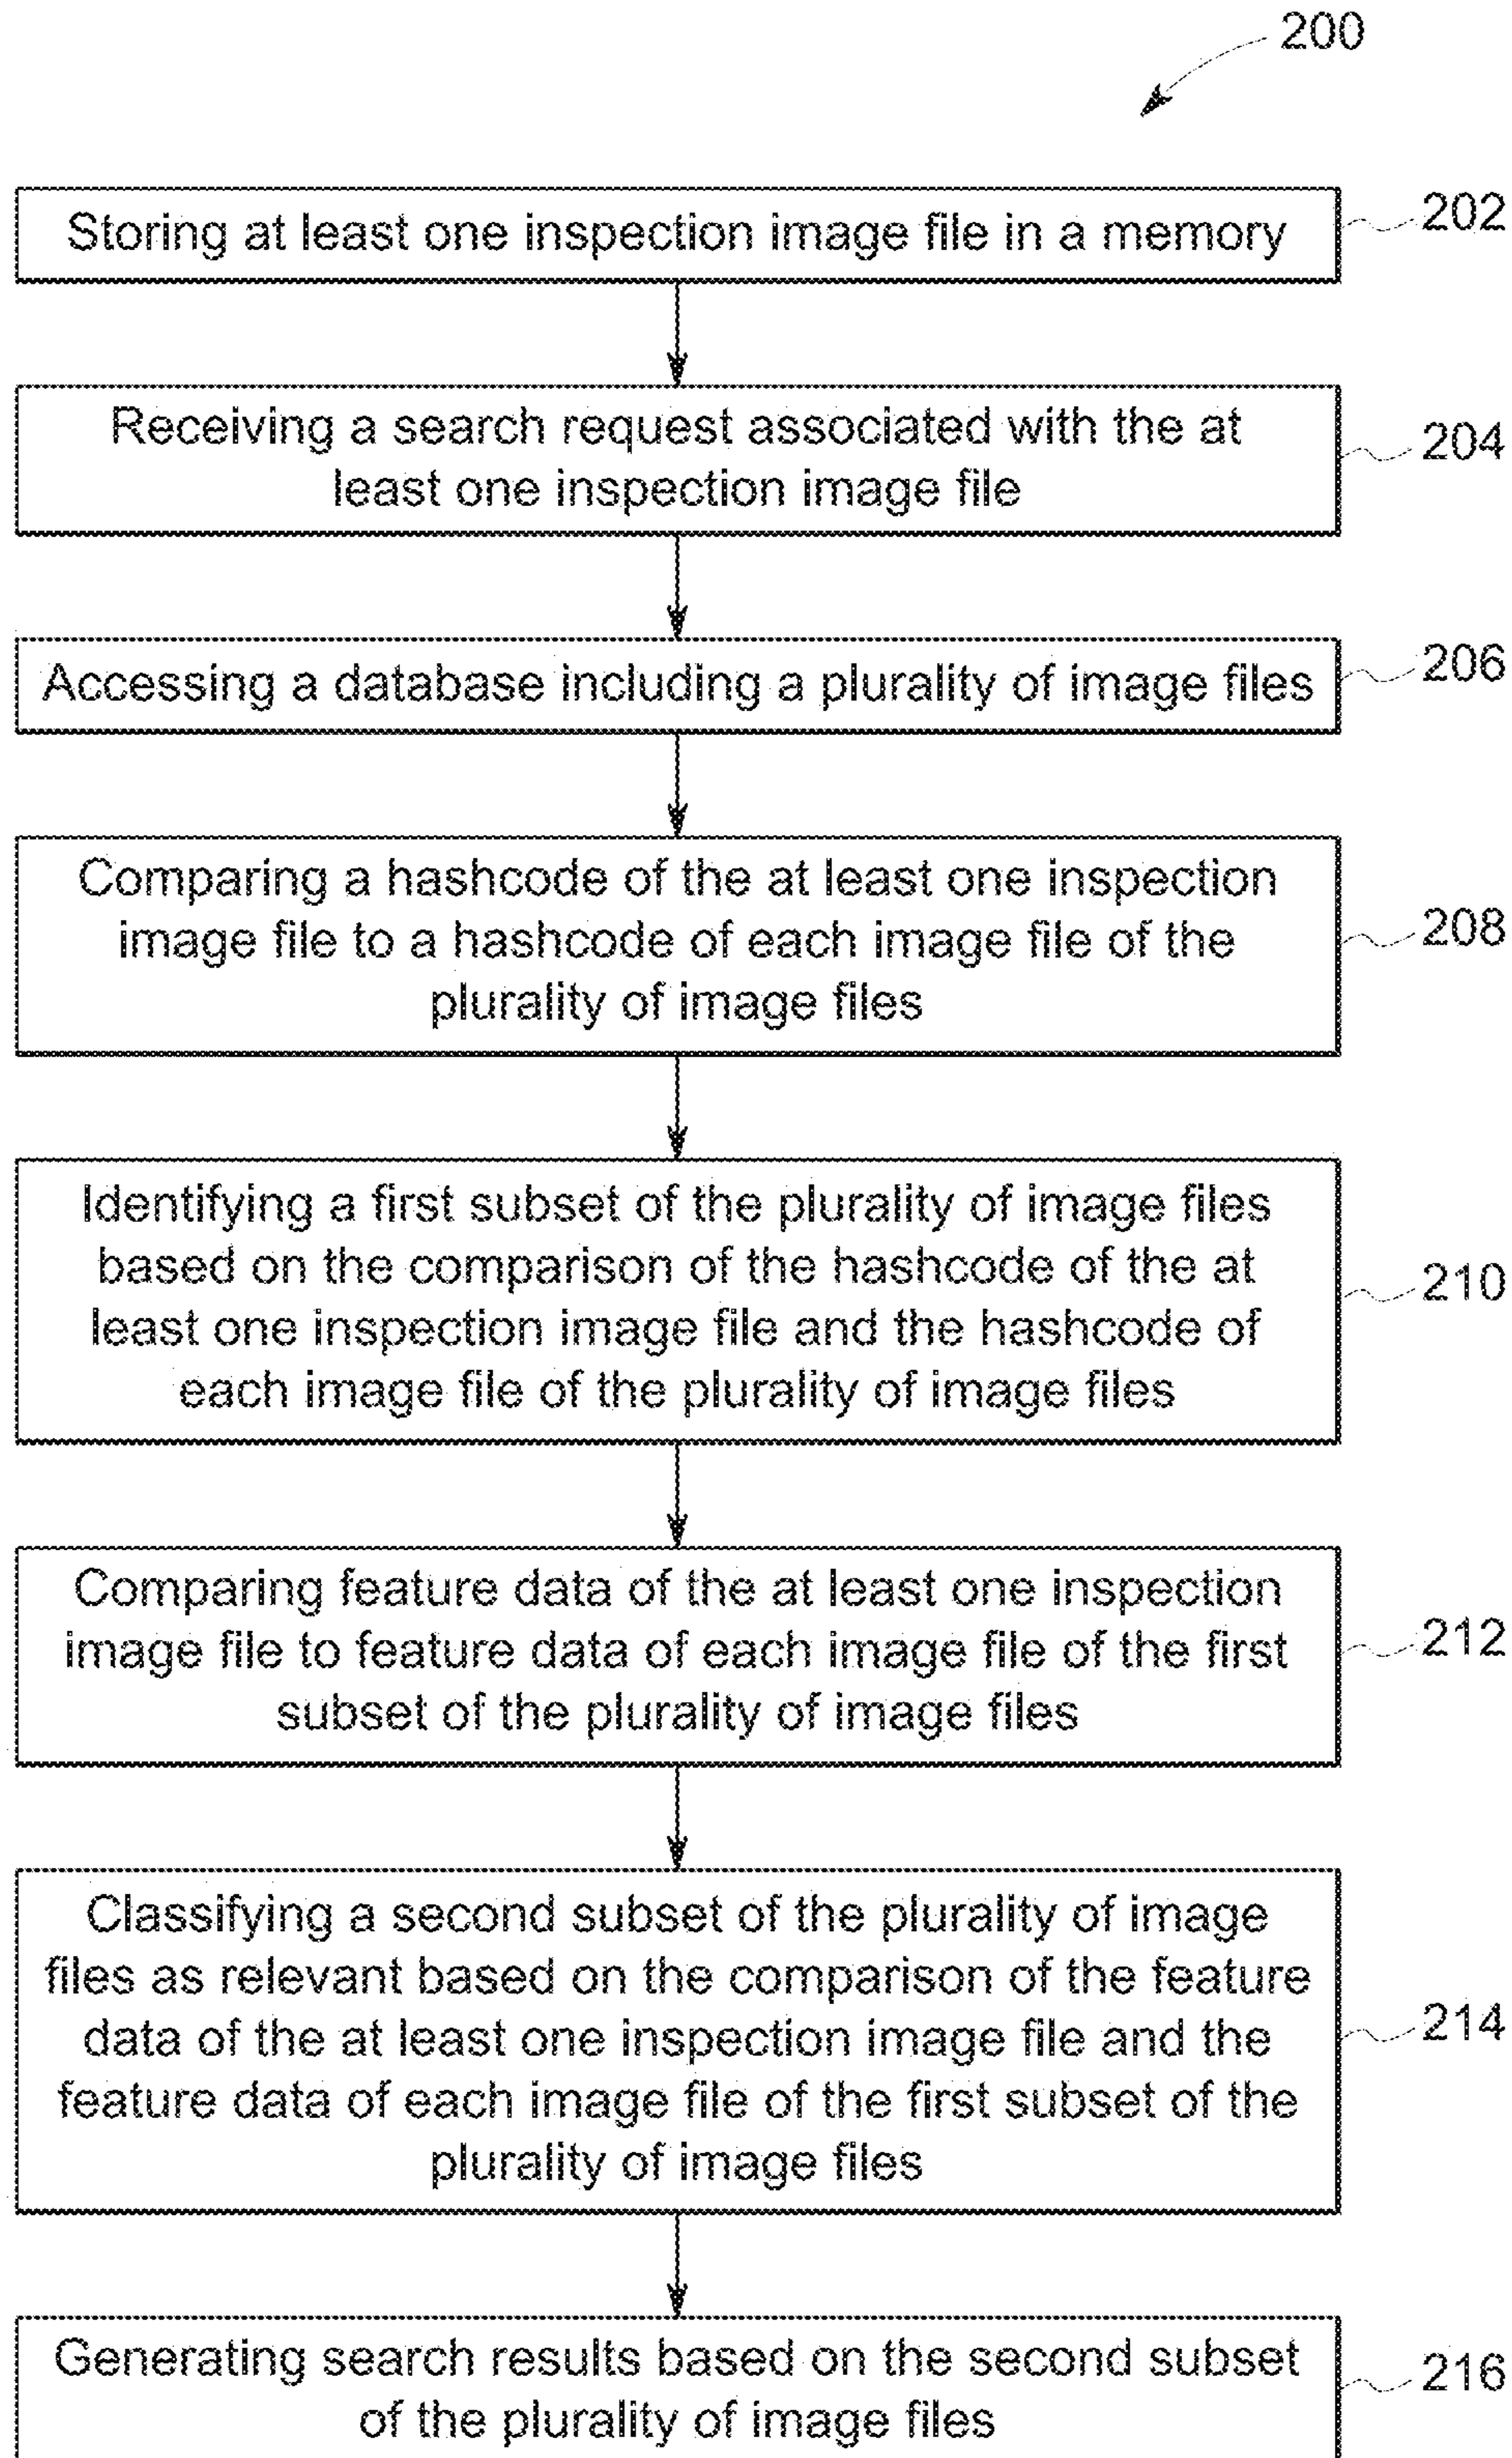 200
Storing at least one inspection image file in a memory
202
Receiving a search request associated with the at
least one inspection image file
204
Accessing a database including a plurality of image files
206
Comparing a hashcode of the at least one inspection
image file to a hashcode of each image file of the
plurality of image files
208
Identifying a first subset of the plurality of image files
based on the comparison of the hashcode of the at
least one inspection image file and the hashcode of
each image file of the plurality of image files
210
Comparing feature data of the at least one inspection
image file to feature data of each image file of the first
subset of the plurality of image files
212
Classifying a second subset of the plurality of image
files as relevant based on the comparison of the feature
data of the at least one inspection image file and the
feature data of each image file of the first subset of the
plurality of image files
214
Generating search results based on the second subset
of the plurality of image files
216